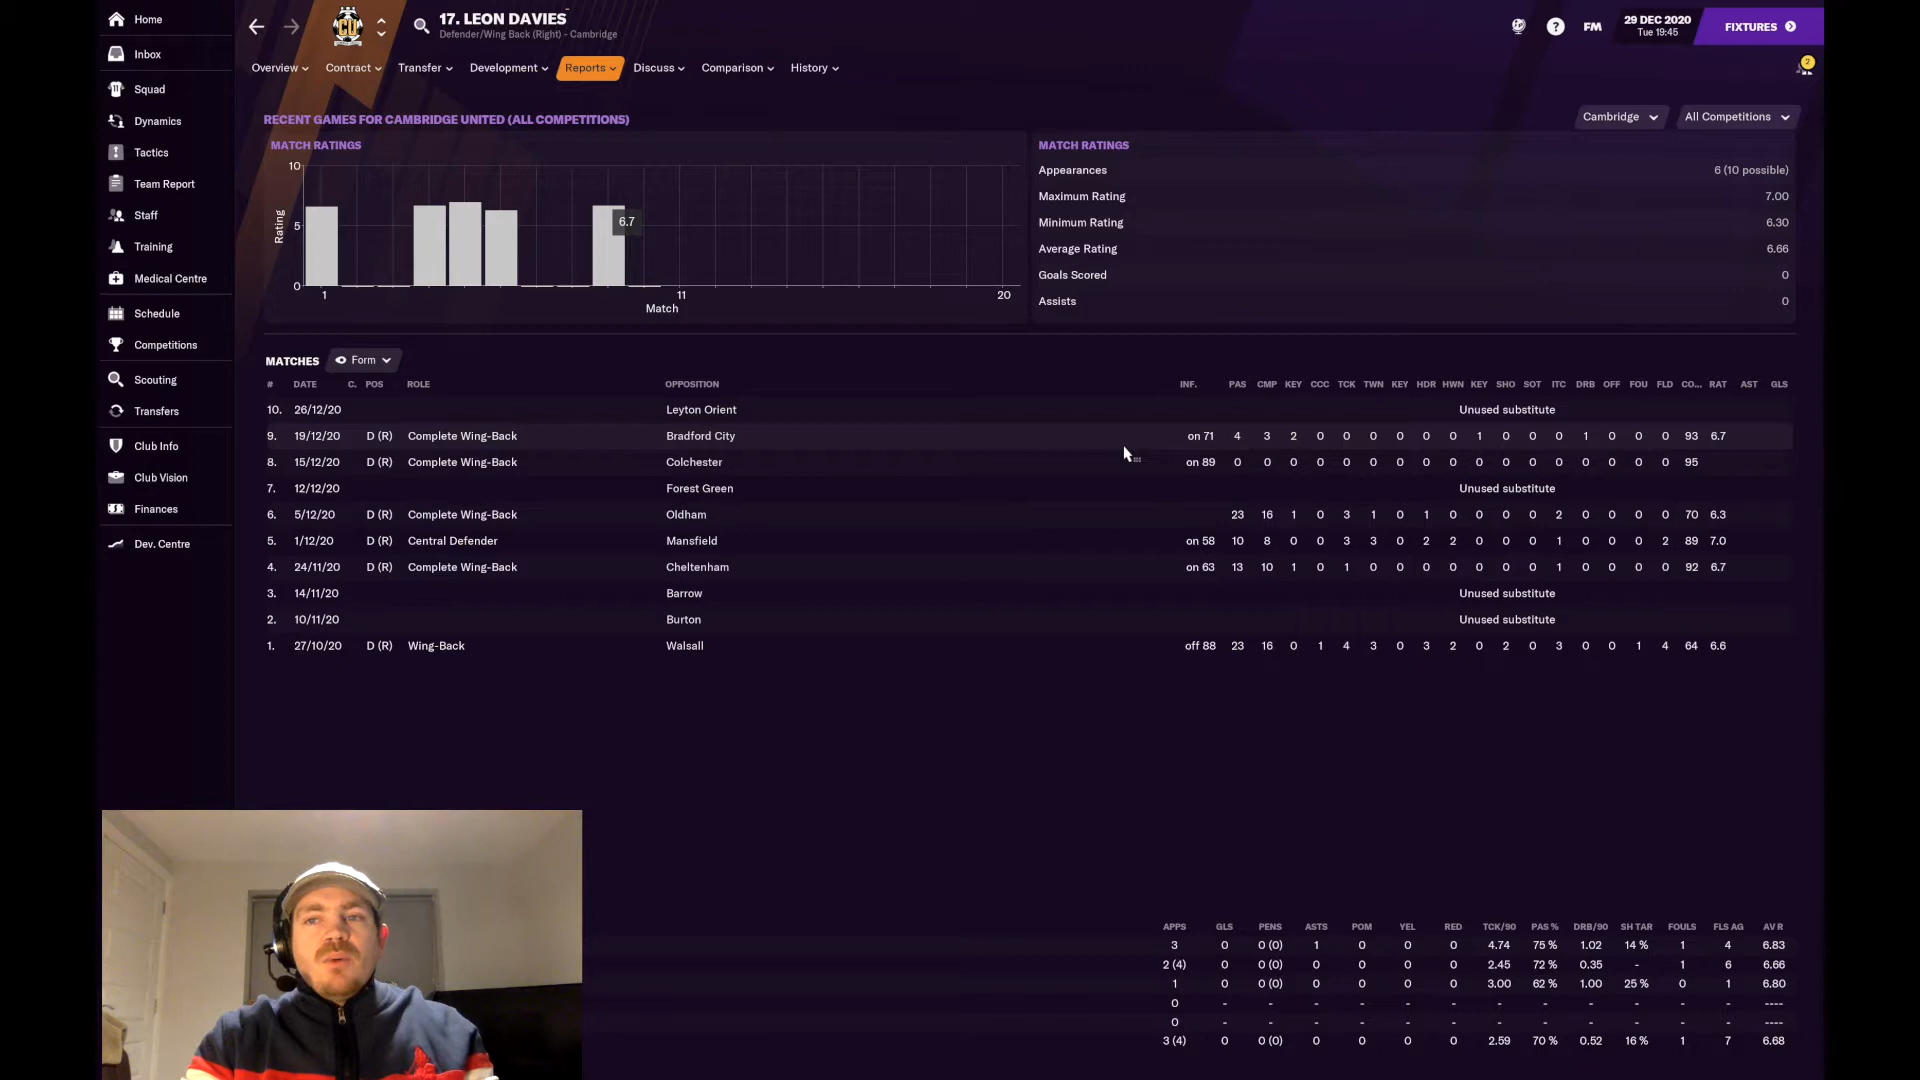 Home
Inbox
Squad
Dynamics
Tactics
Team Report
Staff
Training
Medical Centre
Schedule
Competitions
Scouting
Transfers
Club Info
Club Vision
Finances
Dev. Centre
17. LEON DAVIES
Defender/Wing Back (Right) - Cambridge
FM
29 DEC 2020
Tue 19:45
FIXTURES
2
Overview Contract Transfer Development Reports Discuss Comparison History
RECENT GAMES FOR CAMBRIDGE UNITED (ALL COMPETITIONS)
Cambridge
All Competitions
MATCH RATINGS
10
5
0
Rating
6.7
1 11 20
Match
MATCH RATINGS
Appearances 6 (10 possible)
Maximum Rating 7.00
Minimum Rating 6.30
Average Rating 6.66
Goals Scored 0
Assists 0
MATCHES Form
# DATE C. POS ROLE OPPOSITION INF. PAS CMP KEY CCC TCK TWN KEY HDR HWN KEY SHO SOT ITC DRB OFF FOU FLD CO... RAT AST GLS
10. 26/12/20 Leyton Orient Unused substitute
9. 19/12/20 D (R) Complete Wing-Back Bradford City on 71 4 3 2 0 0 0 0 0 0 1 0 0 0 1 0 0 0 93 6.7
8. 15/12/20 D (R) Complete Wing-Back Colchester on 89 0 0 0 0 0 0 0 0 0 0 0 0 0 0 0 0 0 95
7. 12/12/20 Forest Green Unused substitute
6. 5/12/20 D (R) Complete Wing-Back Oldham 23 16 1 0 3 1 0 1 0 0 0 0 2 0 0 0 0 70 6.3
5. 1/12/20 D (R) Central Defender Mansfield on 58 10 8 0 0 3 3 0 2 2 0 0 0 1 0 0 0 2 89 7.0
4. 24/11/20 D (R) Complete Wing-Back Cheltenham on 63 13 10 1 0 1 0 0 0 0 0 0 0 1 0 0 0 0 92 6.7
3. 14/11/20 Barrow Unused substitute
2. 10/11/20 Burton Unused substitute
1. 27/10/20 D (R) Wing-Back Walsall off 88 23 16 0 1 4 3 0 3 2 0 2 0 3 0 0 1 4 64 6.6
APPS GLS PENS ASTS POM YEL RED TCK/90 PAS % DRB/90 SH TAR FOULS FLS AG AV R
3 0 0 (0) 1 0 0 0 4.74 75 % 1.02 14 % 1 4 6.83
2 (4) 0 0 (0) 0 0 0 0 2.45 72 % 0.35 - 1 6 6.66
1 0 0 (0) 0 0 0 0 3.00 62 % 1.00 25 % 0 1 6.80
0 - - - - - - - - - - - - ----
0 - - - - - - - - - - - - ----
3 (4) 0 0 (0) 0 0 0 0 2.59 70 % 0.52 16 % 1 7 6.68